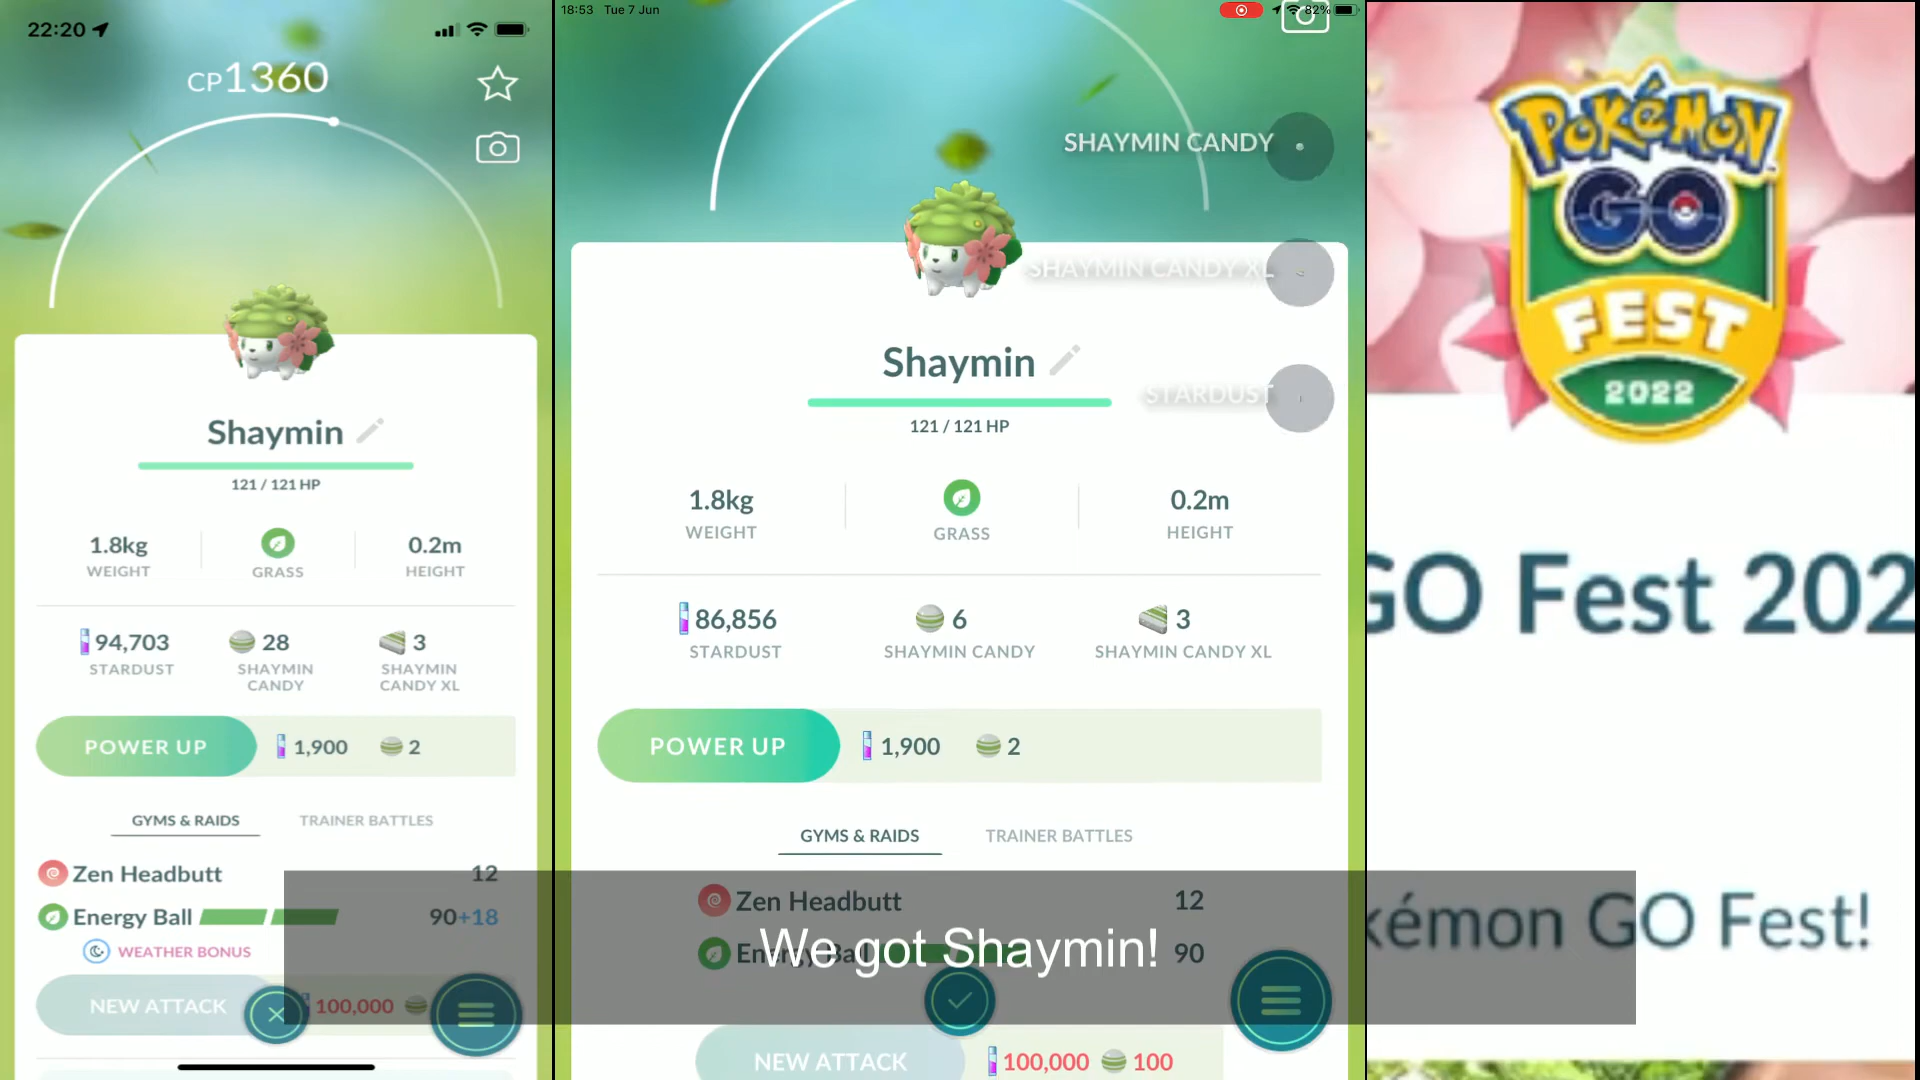 22:20
CP1360
Shaymin
121 / 121 HP
1.8kg
WEIGHT
GRASS
0.2m
HEIGHT
94,703
STARDUST
28
SHAYMIN
CANDY
3
SHAYMIN
CANDY XL
POWER UP
1,900
2
GYMS & RAIDS
TRAINER BATTLES
Zen Headbutt
12
Energy Ball
90+18
WEATHER BONUS
NEW ATTACK
100,000
18:53 Tue 7 Jun
82%
SHAYMIN CANDY
SHAYMIN CANDY XL
STARDUST
Shaymin
121 / 121 HP
1.8kg
WEIGHT
GRASS
0.2m
HEIGHT
86,856
STARDUST
6
SHAYMIN CANDY
3
SHAYMIN CANDY XL
POWER UP
1,900
2
GYMS & RAIDS
TRAINER BATTLES
Zen Headbutt
12
Energy Ball
90
We got Shaymin!
NEW ATTACK
100,000
100
POKéMON
GO
FEST
2022
GO Fest 202
kémon GO Fest!